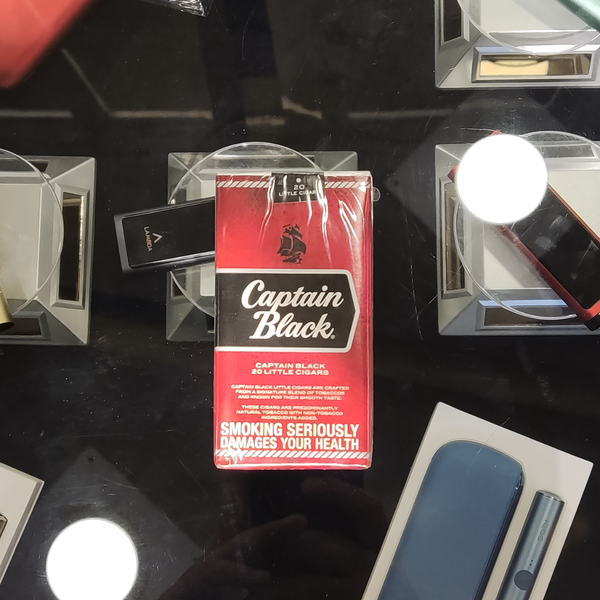 20
LITTLE CIGARS
LAMBDA
Captain
Black.
CAPTAIN BLACK
20 LITTLE CIGARS
CAPTAIN BLACK LITTLE CIGARS ARE CRAFTED
FROM A SIGNATURE BLEND OF TOBACCOS
AND KNOWN FOR THEIR SMOOTH TASTE.
THESE CIGARS ARE PREDOMINANTLY
NATURAL TOBACCO WITH NON-TOBACCO
INGREDIENTS ADDED.
SMOKING SERIOUSLY
DAMAGES YOUR HEALTH
IQOS